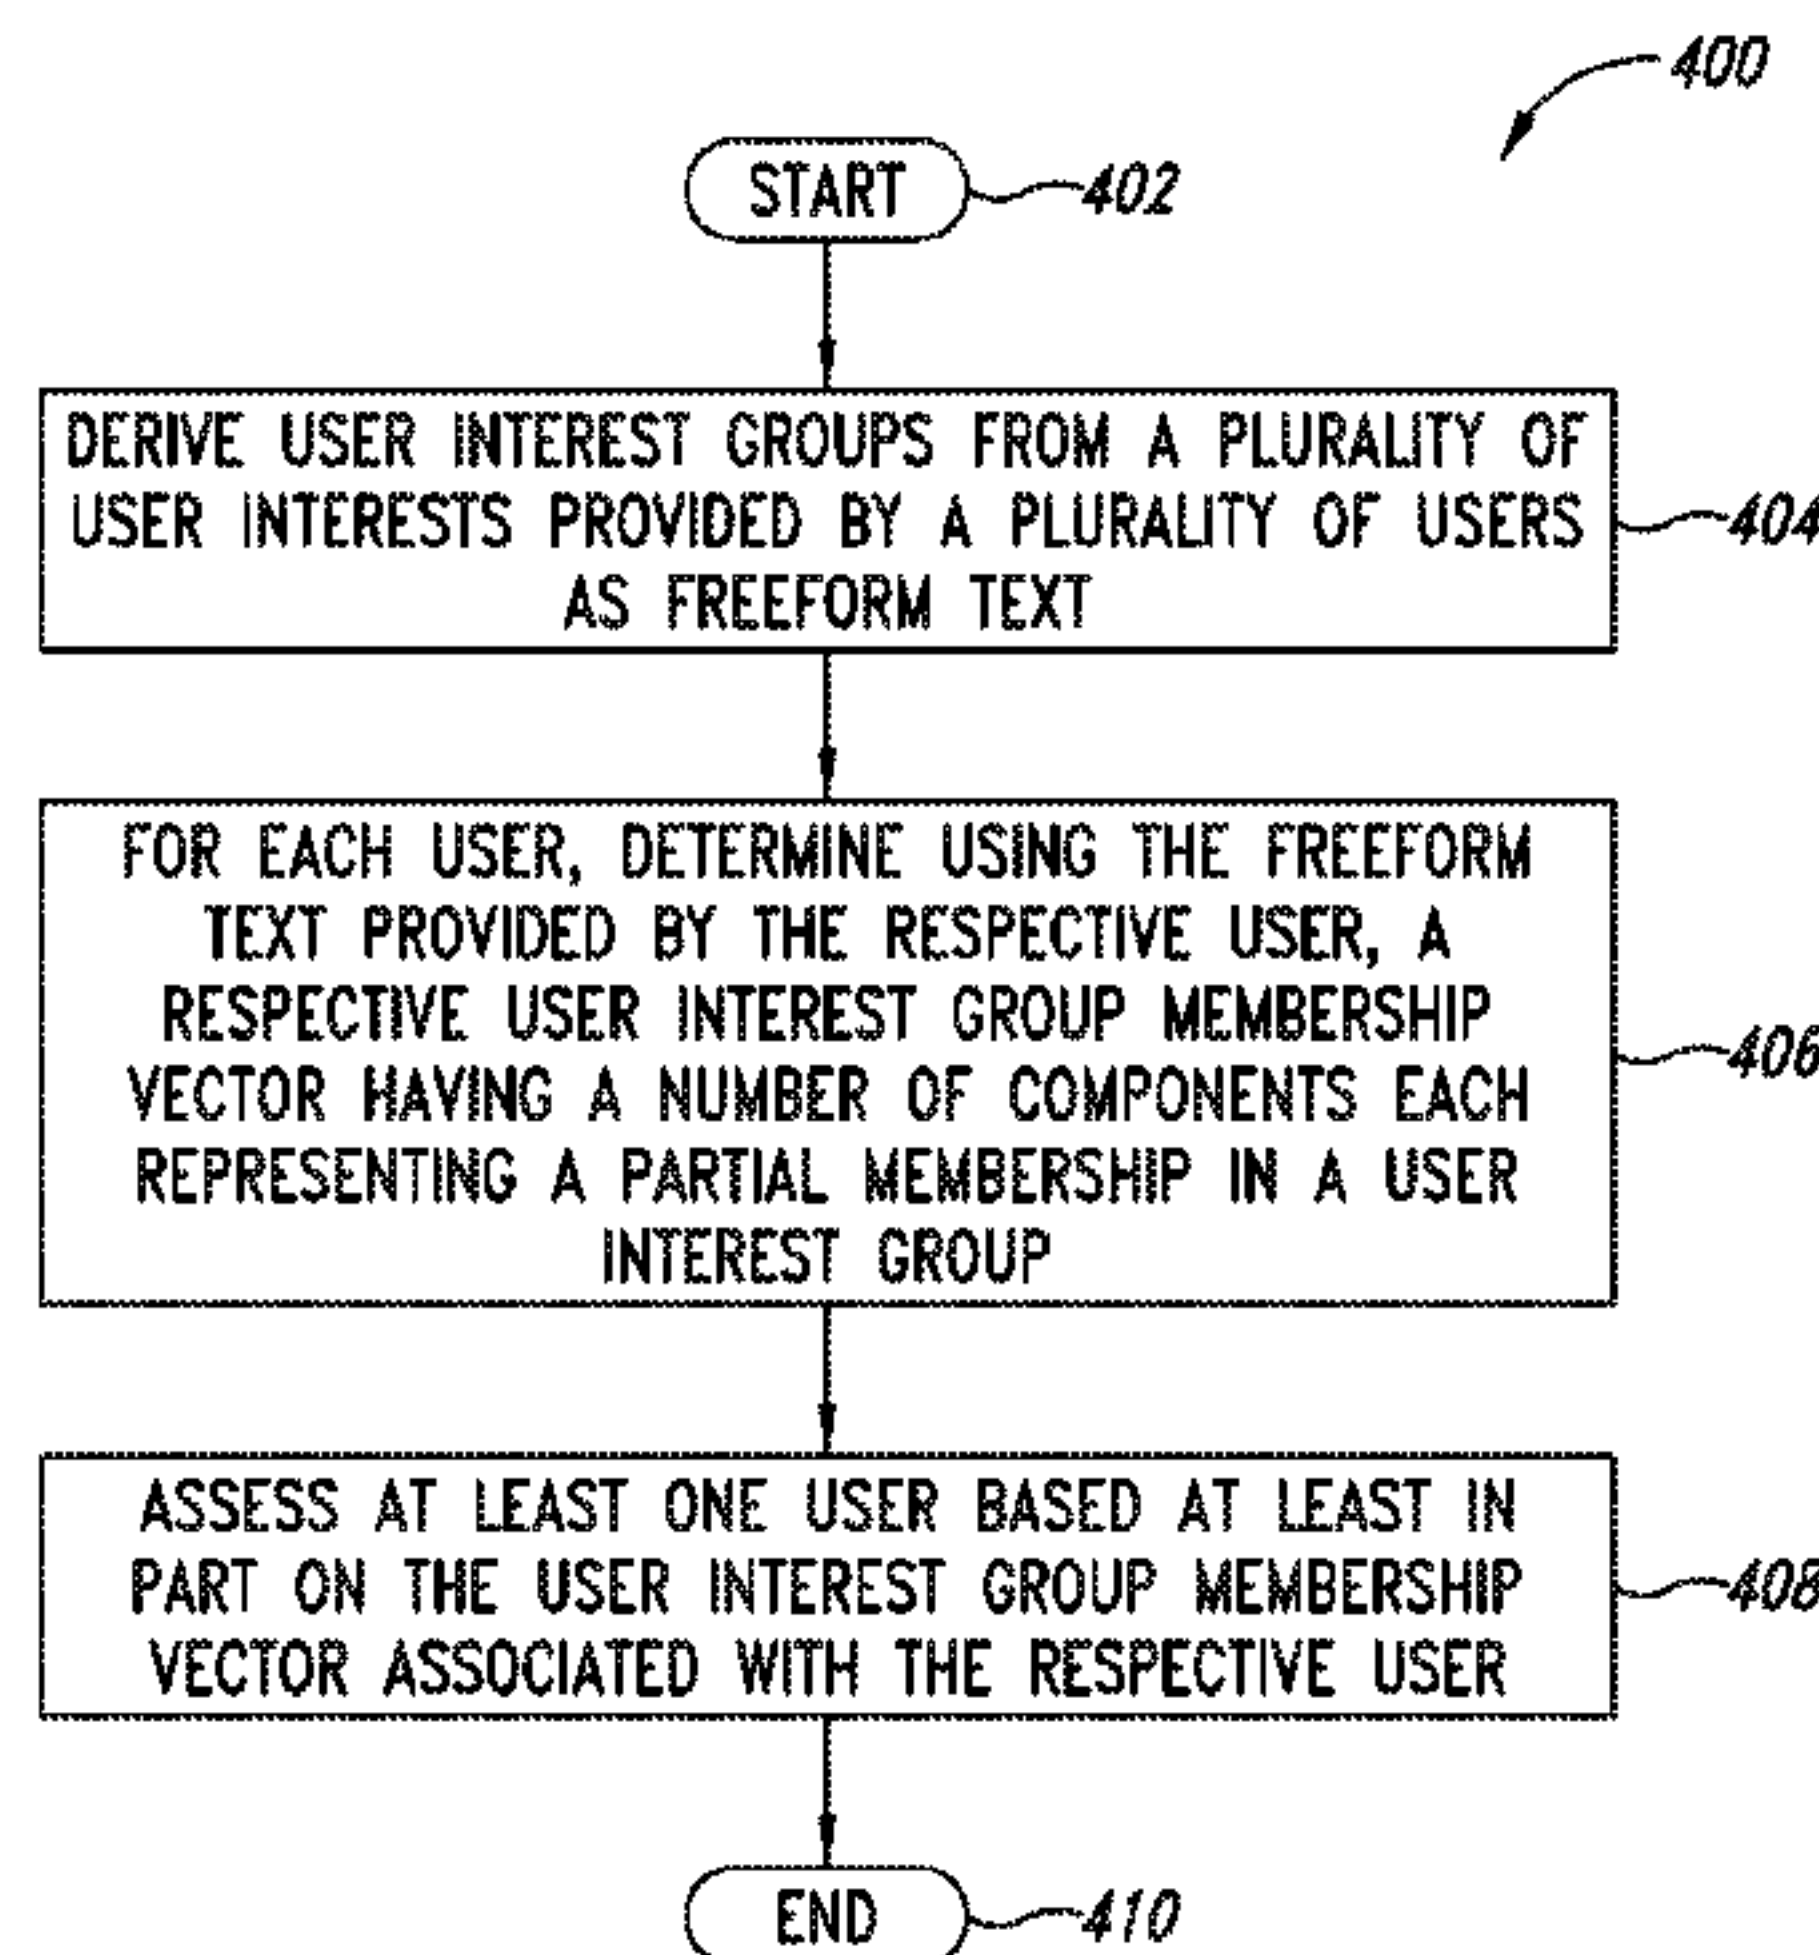 400
START
402
DERIVE USER INTEREST GROUPS FROM A PLURALITY OF
USER INTERESTS PROVIDED BY A PLURALITY OF USERS
AS FREEFORM TEXT
404
FOR EACH USER, DETERMINE USING THE FREEFORM
TEXT PROVIDED BY THE RESPECTIVE USER, A
RESPECTIVE USER INTEREST GROUP MEMBERSHIP
VECTOR HAVING A NUMBER OF COMPONENTS EACH
REPRESENTING A PARTIAL MEMBERSHIP IN A USER
INTEREST GROUP
406
ASSESS AT LEAST ONE USER BASED AT LEAST IN
PART ON THE USER INTEREST GROUP MEMBERSHIP
VECTOR ASSOCIATED WITH THE RESPECTIVE USER
408
END
410